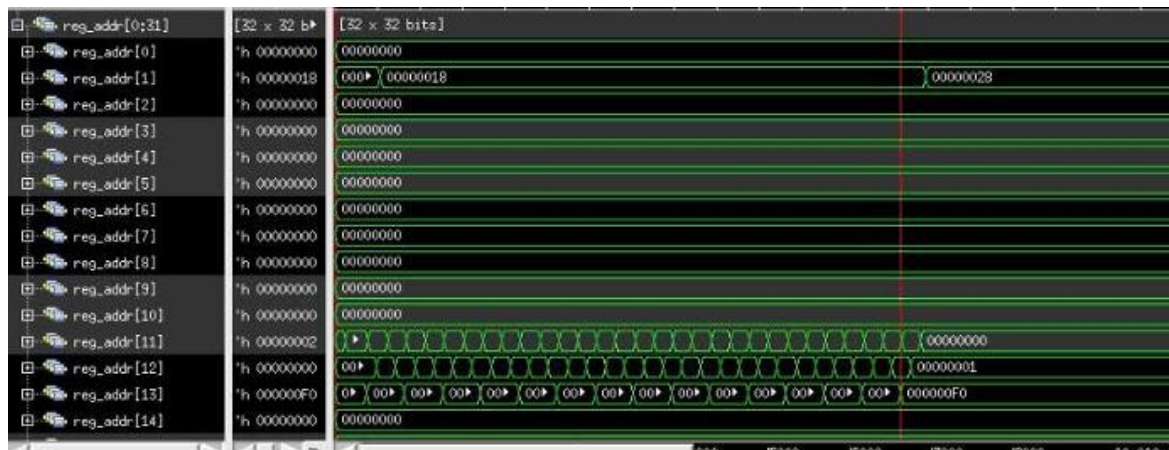 reg_addr[0:31] [32 x 32 b [32 x 32 bits]
reg_addr[0] 'h 00000000 00000000
reg_addr[1] 'h 00000018 000 00000018 00000028
reg_addr[2] 'h 00000000 00000000
reg_addr[3] 'h 00000000 00000000
reg_addr[4] 'h 00000000 00000000
reg_addr[5] 'h 00000000 00000000
reg_addr[6] 'h 00000000 00000000
reg_addr[7] 'h 00000000 00000000
reg_addr[8] 'h 00000000 00000000
reg_addr[9] 'h 00000000 00000000
reg_addr[10] 'h 00000000 00000000
reg_addr[11] 'h 00000002 00000000
reg_addr[12] 'h 00000000 00 00000001
reg_addr[13] 'h 000000F0 0 00 00 00 00 00 00 00 00 00 00 00 00 00 000000F0
reg_addr[14] 'h 00000000 00000000